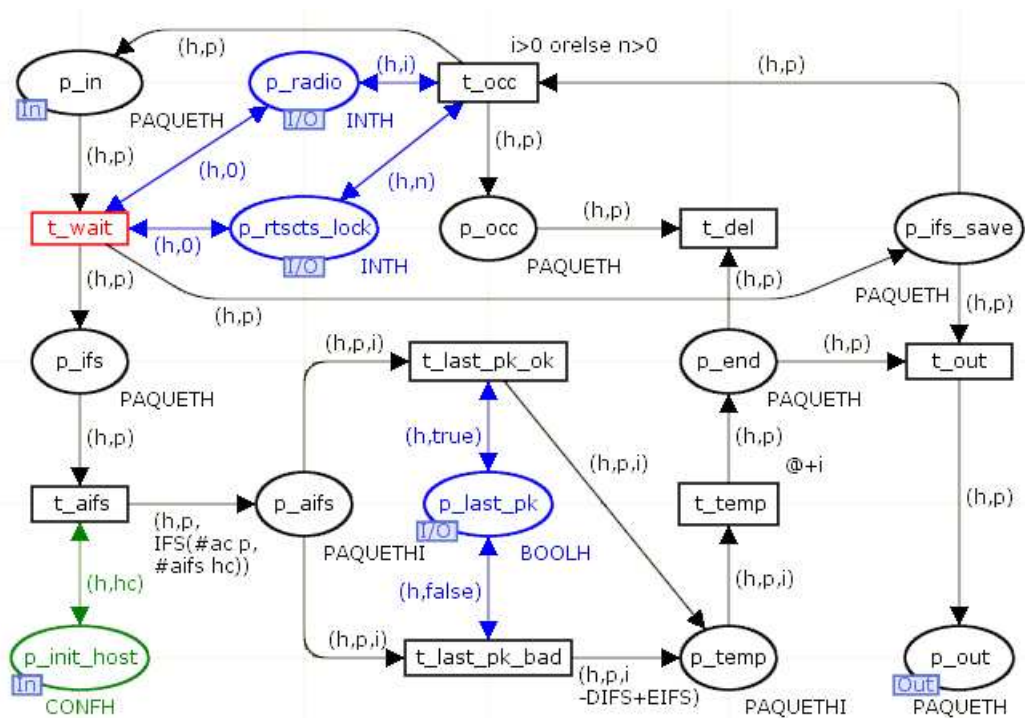 (h,p)
i>0 orelse n>0
p_in
In
PAQUETH
p_radio
I/O
INTH
(h,i)
t_occ
(h,p)
(h,p)
(h,0)
(h,p)
(h,n)
t_wait
(h,0)
p_rtscts_lock
I/O
INTH
p_occ
PAQUETH
(h,p)
t_del
p_ifs_save
PAQUETH
(h,p)
(h,p)
(h,p)
(h,p)
p_ifs
PAQUETH
(h,p,i)
t_last_pk_ok
p_end
PAQUETH
(h,p)
t_out
(h,p)
(h,true)
(h,p,i)
(h,p)
@+i
t_aifs
(h,p,
IFS(#ac p,
#aifs hc))
p_aifs
PAQUETHI
p_last_pk
I/O
BOOLH
t_temp
(h,p)
(h,hc)
(h,false)
(h,p,i)
p_init_host
In
CONFH
(h,p,i)
t_last_pk_bad
(h,p,i
-DIFS+EIFS)
p_temp
PAQUETHI
p_out
Out
PAQUETH